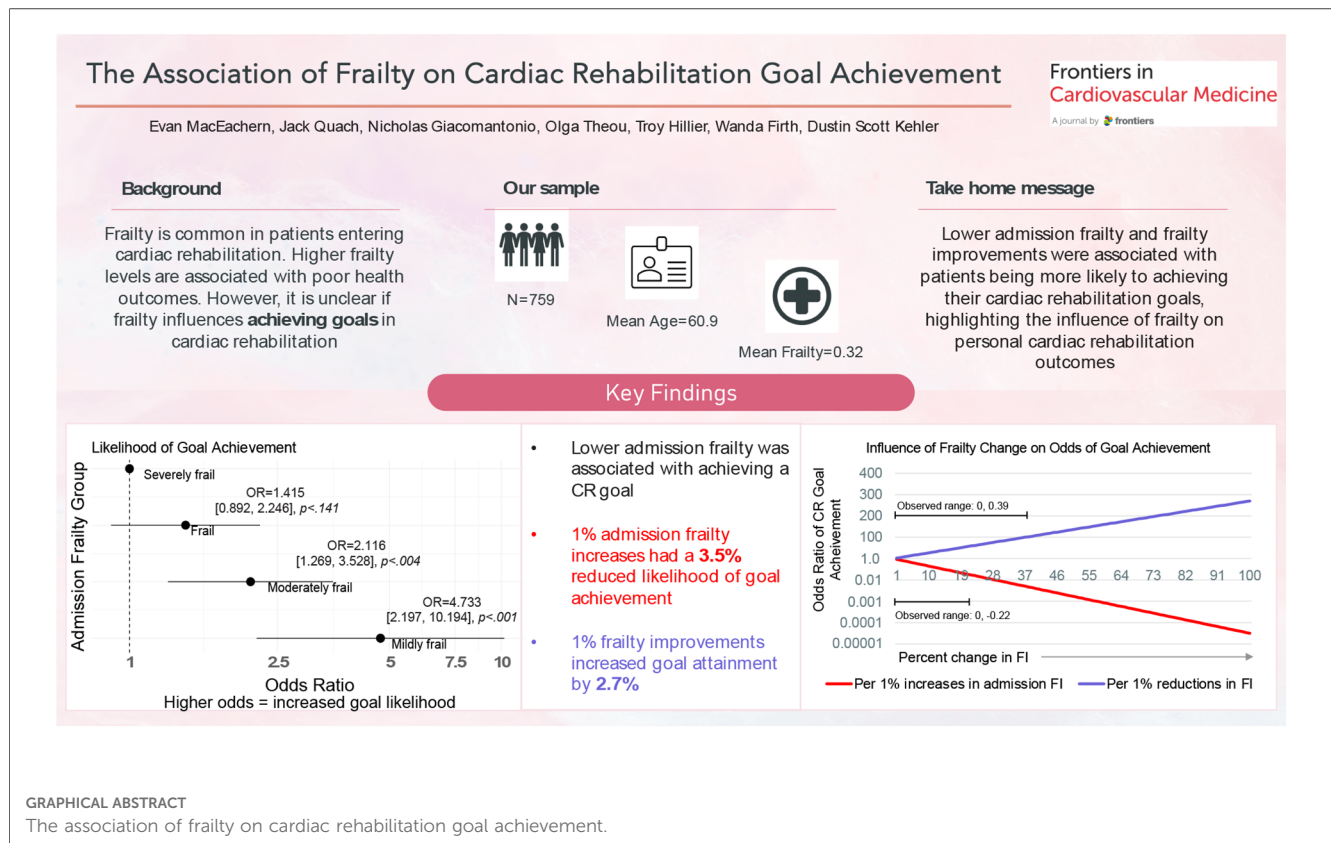 The Association of Frailty on Cardiac Rehabilitation Goal Achievement
Frontiers in
Cardiovascular Medicine
A journal by frontiers
Evan MacEachern, Jack Quach, Nicholas Giacomantonio, Olga Theou, Troy Hillier, Wanda Firth, Dustin Scott Kehler
Background
Frailty is common in patients entering
cardiac rehabilitation. Higher frailty
levels are associated with poor health
outcomes. However, it is unclear if
frailty influences achieving goals in
cardiac rehabilitation
Our sample
N=759
Mean Age=60.9
Mean Frailty=0.32
Take home message
Lower admission frailty and frailty
improvements were associated with
patients being more likely to achieving
their cardiac rehabilitation goals,
highlighting the influence of frailty on
personal cardiac rehabilitation
outcomes
Key Findings
Likelihood of Goal Achievement
Admission Frailty Group
Severely frail
OR=1.415
[0.892, 2.246], p<.141
Frail
OR=2.116
[1.269, 3.528], p<.004
Moderately frail
OR=4.733
[2.197, 10.194], p<.001
Mildly frail
1 2.5 5 7.5 10
Odds Ratio
Higher odds = increased goal likelihood
• Lower admission frailty was
associated with achieving a
CR goal
• 1% admission frailty
increases had a 3.5%
reduced likelihood of goal
achievement
• 1% frailty improvements
increased goal attainment
by 2.7%
Influence of Frailty Change on Odds of Goal Achievement
Odds Ratio of CR Goal
Acheivement
400
300
200
100
1.0
0.01
0.001
0.0001
0.00001
Observed range: 0, 0.39
1 10 19 28 37 46 55 64 73 82 91 100
Observed range: 0, -0.22
Percent change in FI
Per 1% increases in admission FI
Per 1% reductions in FI
GRAPHICAL ABSTRACT
The association of frailty on cardiac rehabilitation goal achievement.